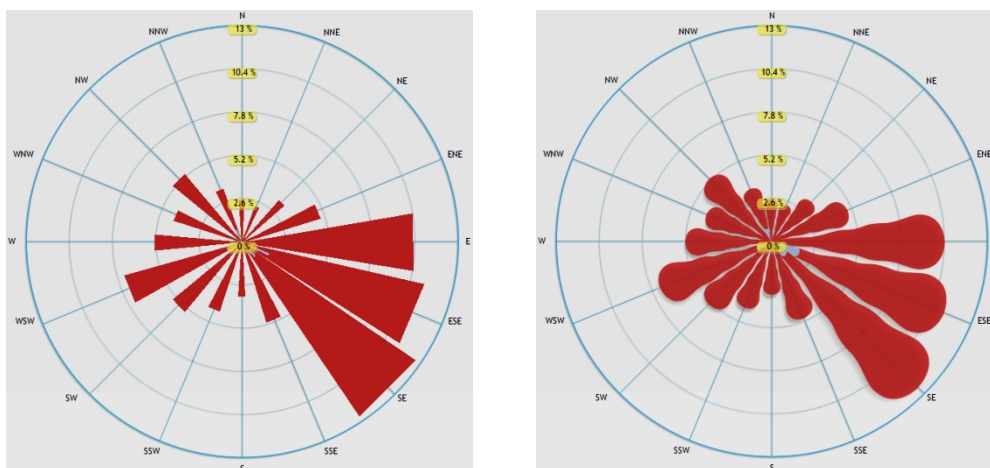 N
13 %
NNW
NNE
NW
NE
10.4 %
7.8 %
WNW
ENE
5.2 %
2.6 %
W
0 %
E
WSW
ESE
SW
SE
SSW
SSE
S
N
13 %
NNW
NNE
NW
NE
10.4 %
7.8 %
WNW
ENE
5.2 %
2.6 %
W
0 %
E
WSW
ESE
SW
SE
SSW
SSE
S